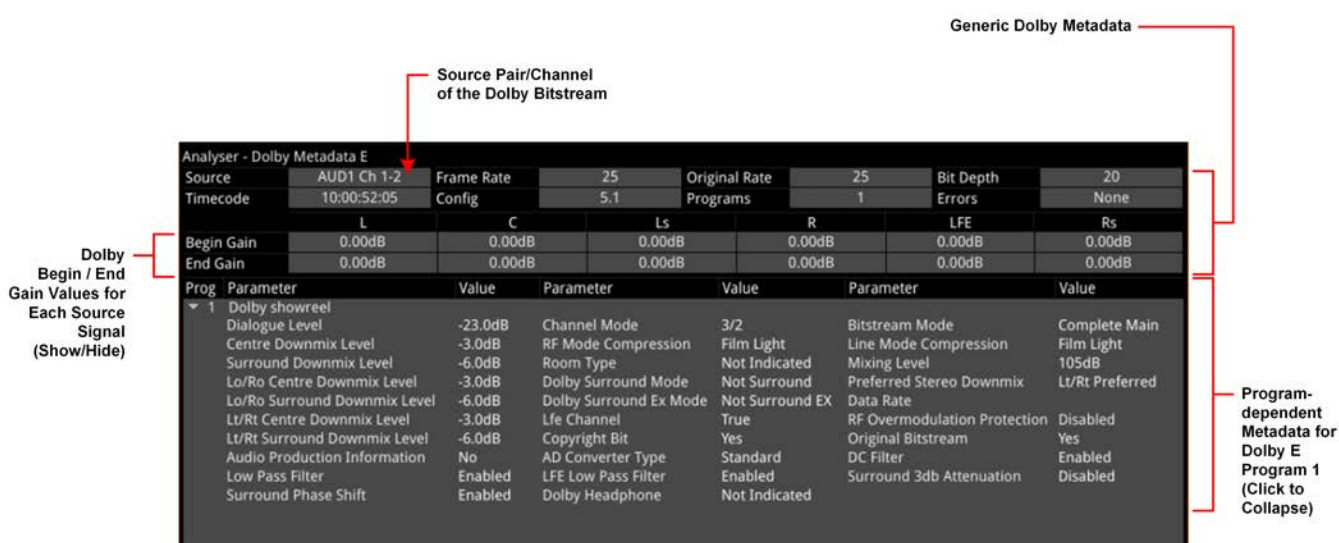 Generic Dolby Metadata
Source Pair/Channel
of the Dolby Bitstream
Analyser - Dolby Metadata E
Source AUD1 Ch 1-2 Frame Rate 25 Original Rate 25 Bit Depth 20
Timecode 10:00:52:05 Config 5.1 Programs 1 Errors None
L C Ls R LFE Rs
Begin Gain 0.00dB 0.00dB 0.00dB 0.00dB 0.00dB 0.00dB
End Gain 0.00dB 0.00dB 0.00dB 0.00dB 0.00dB 0.00dB
Dolby
Begin / End
Gain Values for
Each Source
Signal
(Show/Hide)
Prog Parameter Value Parameter Value Parameter Value
1 Dolby showreel
Dialogue Level -23.0dB Channel Mode 3/2 Bitstream Mode Complete Main
Centre Downmix Level -3.0dB RF Mode Compression Film Light Line Mode Compression Film Light
Surround Downmix Level -6.0dB Room Type Not Indicated Mixing Level 105dB
Lo/Ro Centre Downmix Level -3.0dB Dolby Surround Mode Not Surround Preferred Stereo Downmix Lt/Rt Preferred
Lo/Ro Surround Downmix Level -6.0dB Dolby Surround Ex Mode Not Surround EX Data Rate
Lt/Rt Centre Downmix Level -3.0dB Lfe Channel True RF Overmodulation Protection Disabled
Lt/Rt Surround Downmix Level -6.0dB Copyright Bit Yes Original Bitstream Yes
Audio Production Information No AD Converter Type Standard DC Filter Enabled
Low Pass Filter Enabled LFE Low Pass Filter Enabled Surround 3db Attenuation Disabled
Surround Phase Shift Enabled Dolby Headphone Not Indicated
Program-
dependent
Metadata for
Dolby E
Program 1
(Click to
Collapse)